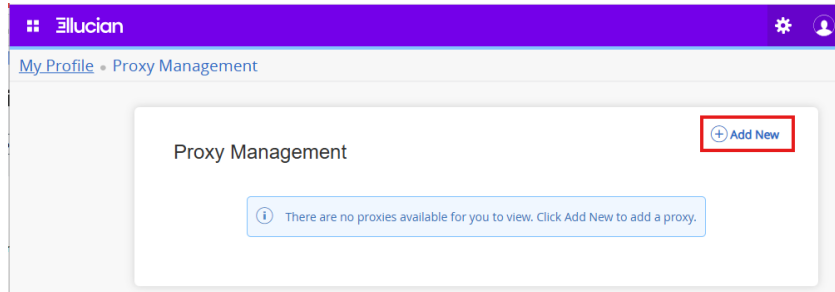 Ellucian
My Profile • Proxy Management
Add New
Proxy Management
There are no proxies available for you to view. Click Add New to add a proxy.